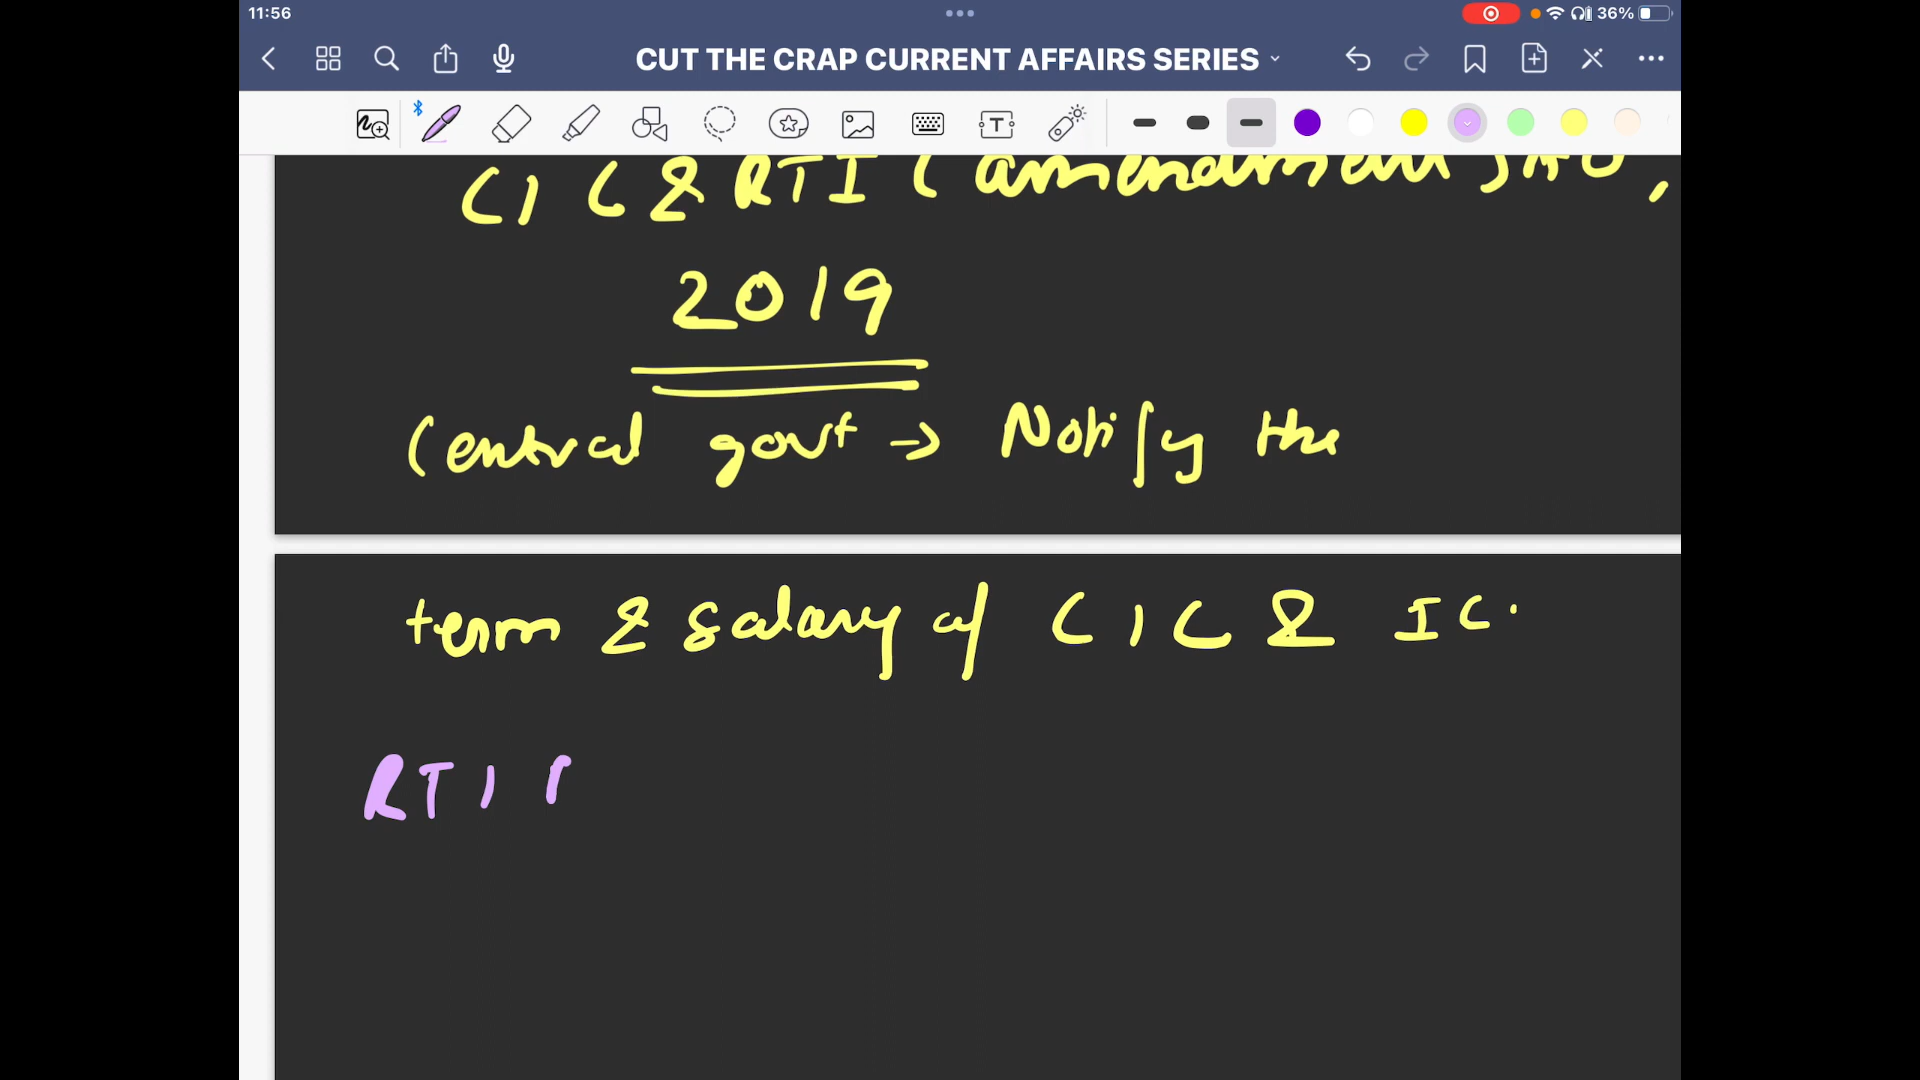 11:56
36%
CUT THE CRAP CURRENT AFFAIRS SERIES
CIC & RTI (amendment) Act,
2019
Central govt → Notify the
term & salary of CIC & IC.
RTI